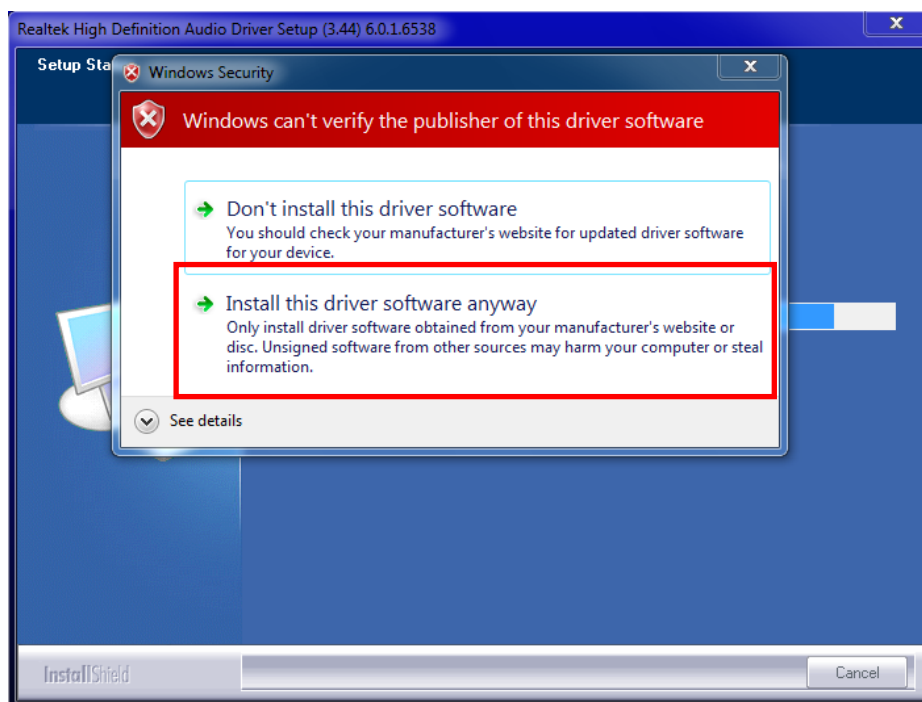 Realtek High Definition Audio Driver Setup (3.44) 6.0.1.6538
Setup Sta
Windows Security
Windows can't verify the publisher of this driver software
Don't install this driver software
You should check your manufacturer's website for updated driver software
for your device.
Install this driver software anyway
Only install driver software obtained from your manufacturer's website or
disc. Unsigned software from other sources may harm your computer or steal
information.
See details
InstallShield
Cancel